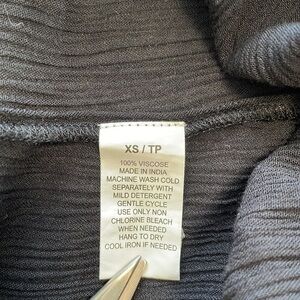 XS / TP
100% VISCOSE
MADE IN INDIA
MACHINE WASH COLD
SEPARATELY WITH
MILD DETERGENT
GENTLE CYCLE
USE ONLY NON
CHLORINE BLEACH
WHEN NEEDED
HANG TO DRY
COOL IRON IF NEEDED